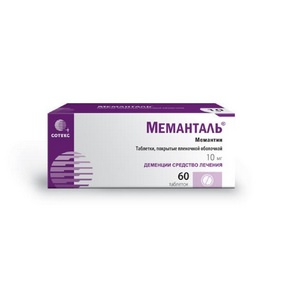 СОТЕКС
МЕМАНТАЛЬ®
Мемантин
Таблетки, покрытые пленочной оболочкой
10 мг
ДЕМЕНЦИИ СРЕДСТВО ЛЕЧЕНИЯ
60
таблеток